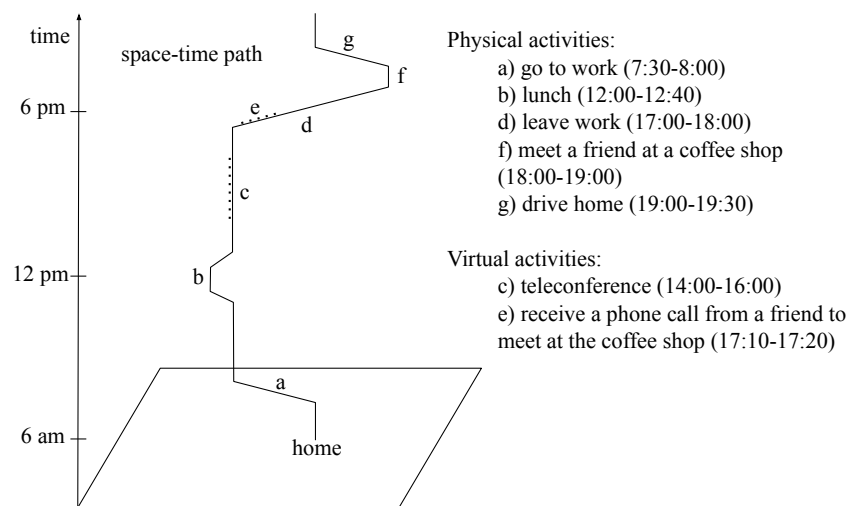 time
space-time path
g
f
e
6 pm
d
c
12 pm
b
a
6 am
home
Physical activities:
a) go to work (7:30-8:00)
b) lunch (12:00-12:40)
d) leave work (17:00-18:00)
f) meet a friend at a coffee shop
(18:00-19:00)
g) drive home (19:00-19:30)
Virtual activities:
c) teleconference (14:00-16:00)
e) receive a phone call from a friend to
meet at the coffee shop (17:10-17:20)